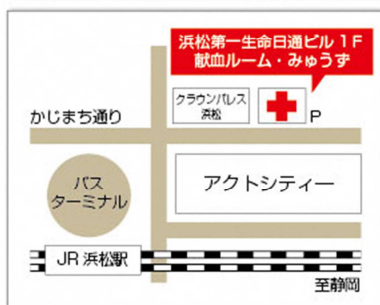 浜松第一生命日通ビル1F
献血ルーム・みゅうず
クラウンパレス
浜松
P
かじまち通り
バス
ターミナル
アクトシティー
JR浜松駅
至静岡